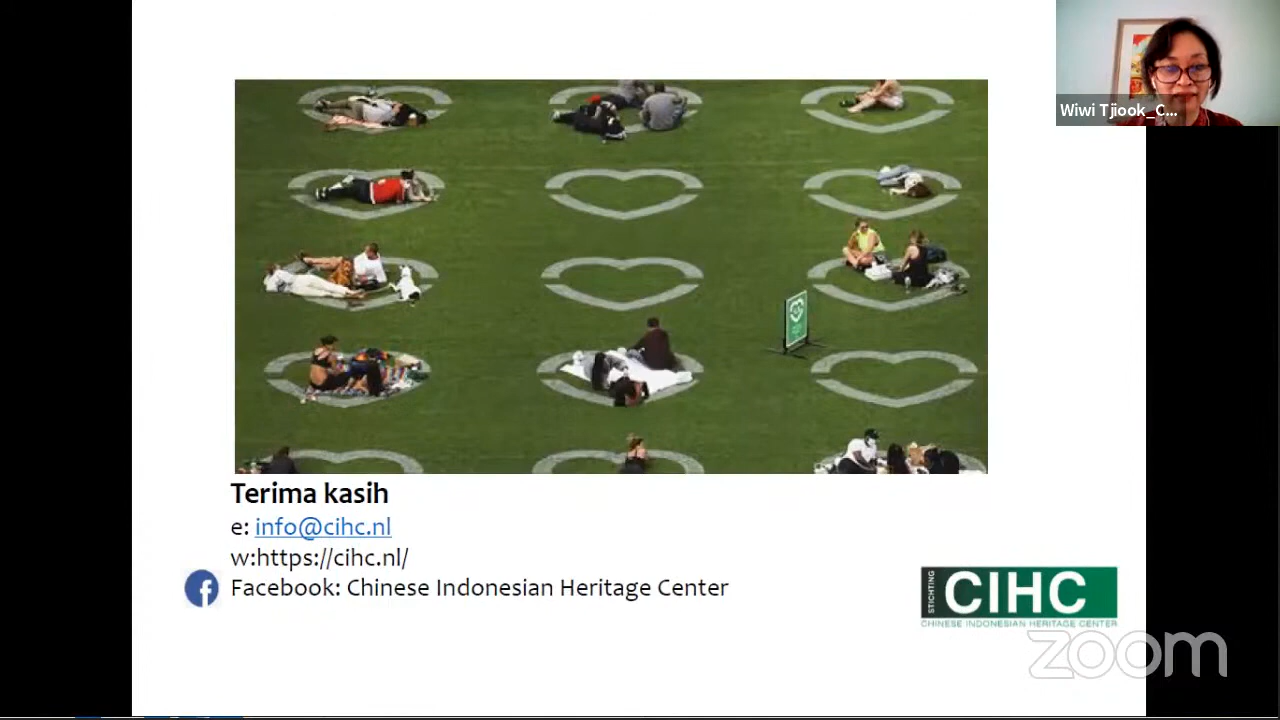 Wiwi Tjiook_C...
Terima kasih
e: info@cihc.nl
w:https://cihc.nl/
Facebook: Chinese Indonesian Heritage Center
STICHTING
CIHC
CHINESE INDONESIAN HERITAGE CENTER
zoom